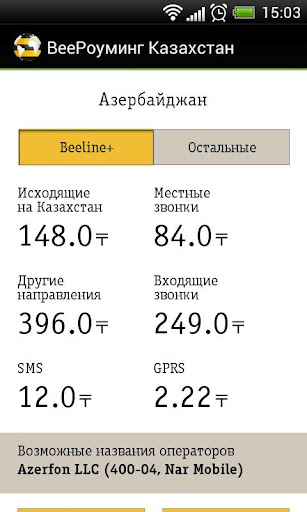 15:03
BeeРоуминг Казахстан
Азербайджан
Beeline+
Остальные
Исходящие
на Казахстан
148.0₸
Местные
звонки
84.0₸
Другие
направления
396.0₸
Входящие
звонки
249.0₸
SMS
12.0₸
GPRS
2.22₸
Возможные названия операторов
Azerfon LLC (400-04, Nar Mobile)